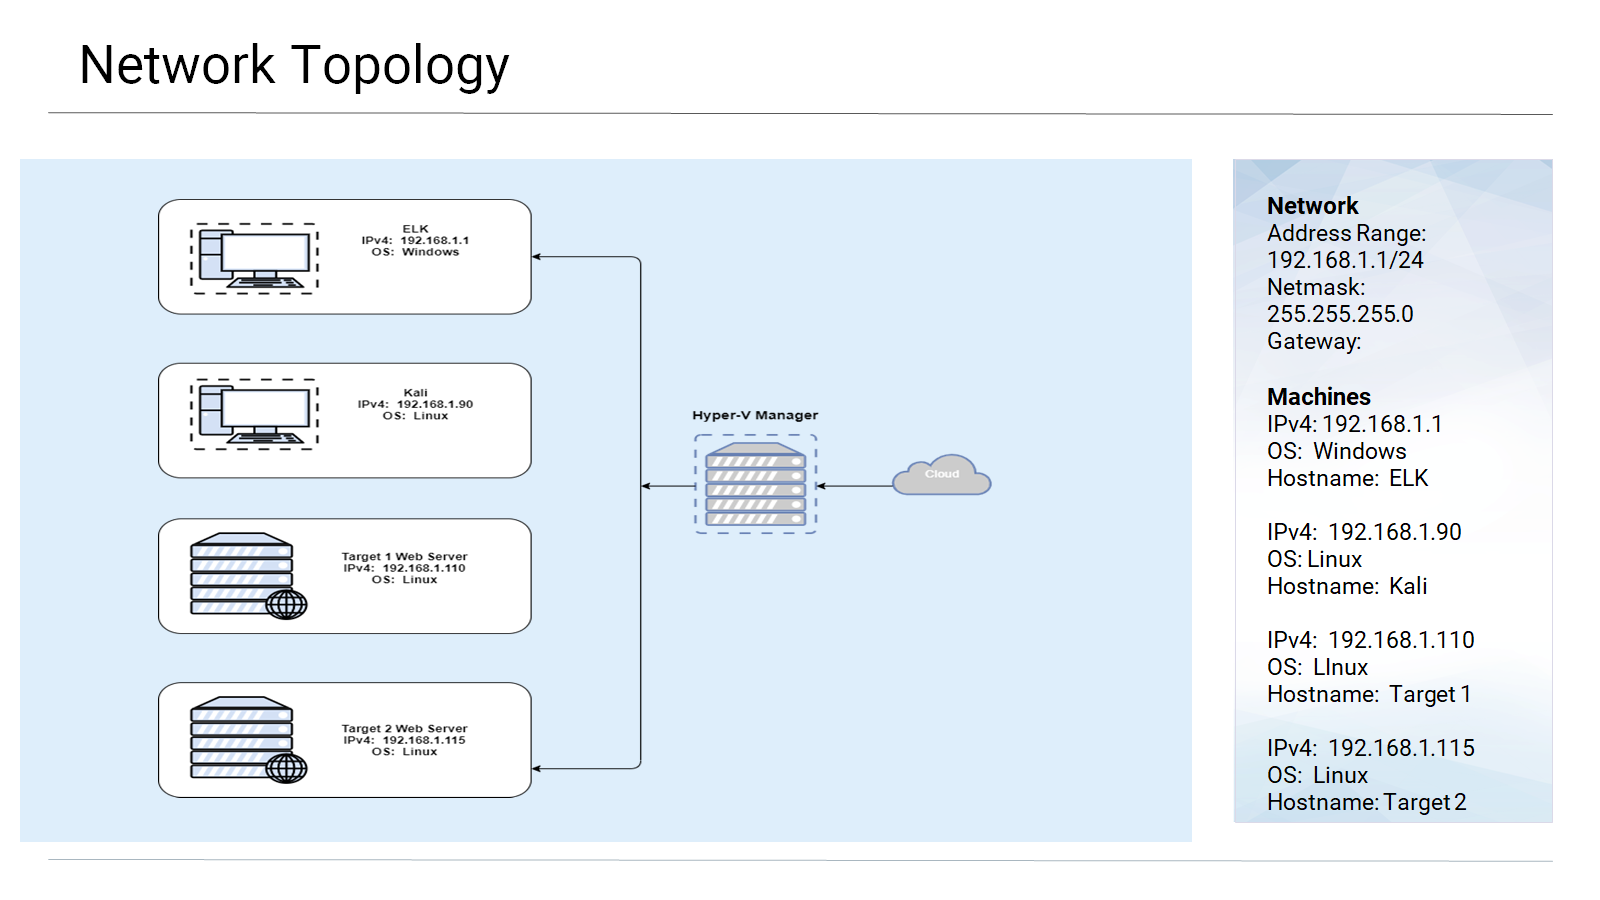 Network Topology
ELK
IPv4: 192.168.1.1
OS: Windows
Kali
IPv4: 192.168.1.90
OS: Linux
Target 1 Web Server
IPv4: 192.168.1.110
OS: Linux
Target 2 Web Server
IPv4: 192.168.1.115
OS: Linux
Hyper-V Manager
Cloud
Network
Address Range:
192.168.1.1/24
Netmask:
255.255.255.0
Gateway:
Machines
IPv4: 192.168.1.1
OS: Windows
Hostname: ELK
IPv4: 192.168.1.90
OS: Linux
Hostname: Kali
IPv4: 192.168.1.110
OS: LInux
Hostname: Target 1
IPv4: 192.168.1.115
OS: Linux
Hostname: Target 2